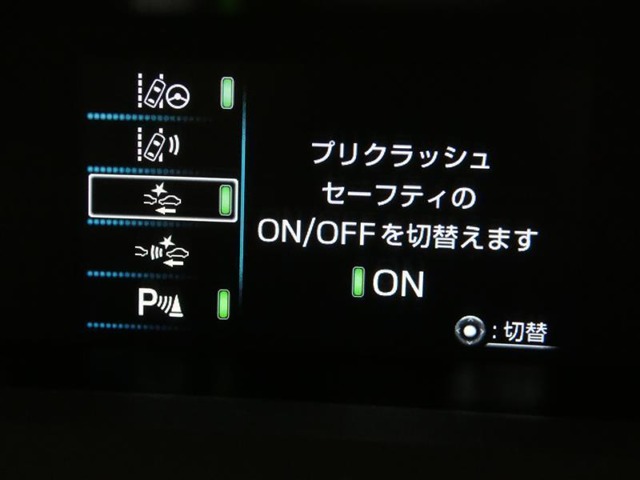 プリクラッシュ
セーフティの
ON/OFFを切替えます
ON
P
:切替